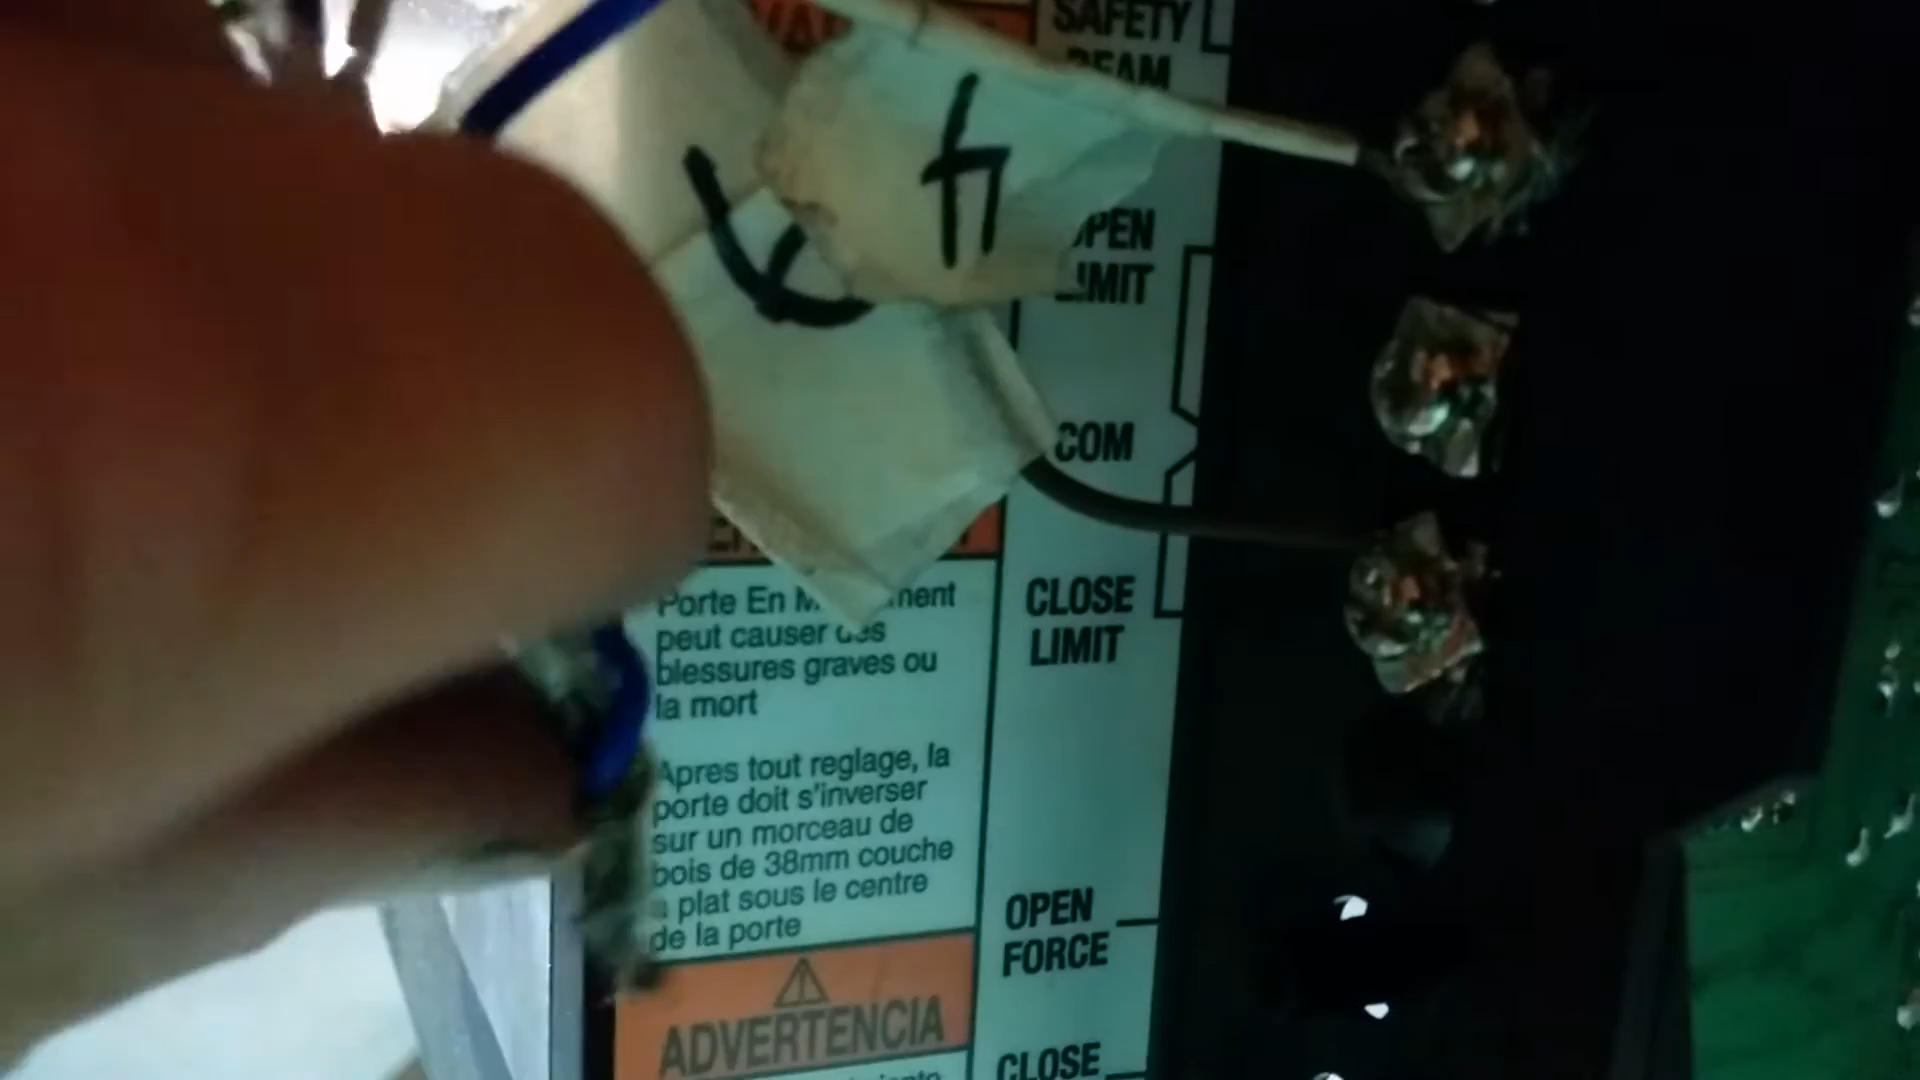 SAFETY
BEAM
4
OPEN
LIMIT
COM
CLOSE
LIMIT
Porte En
peut causer des
blessures graves ou
la mort
Apres tout reglage, la
porte doit s'inverser
sur un morceau de
bois de 38mm couche
a plat sous le centre
de la porte
OPEN
FORCE
ADVERTENCIA
CLOSE